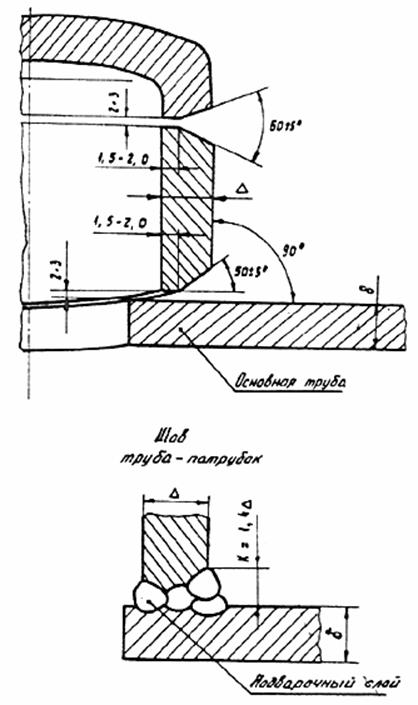 2÷3
60±5°
1,5-2,0
Δ
1,5-2,0
90°
2÷3
50±5°
δ
Основная труба
Шов
труба-патрубок
Δ
К = 1,4Δ
δ
Подварочный слой